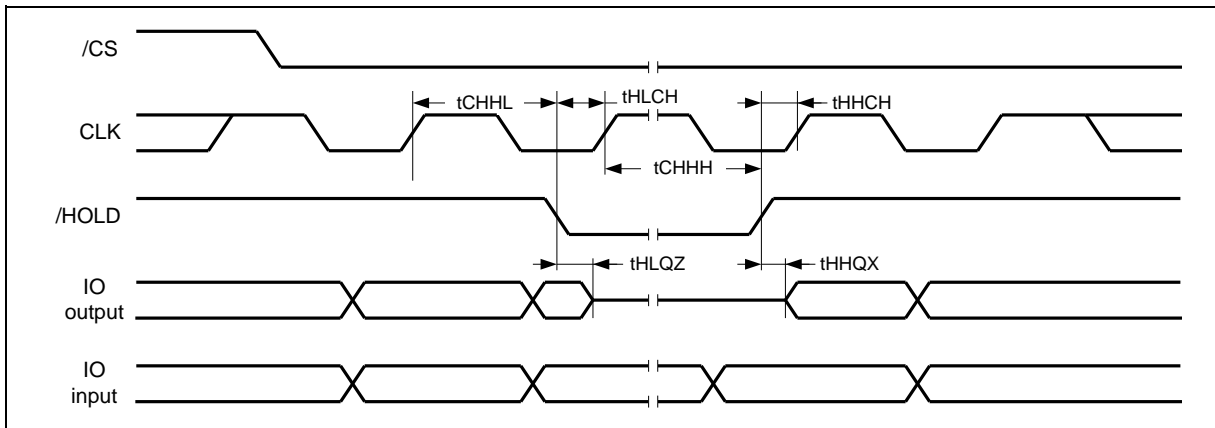 /CS
tCHHL
tHLCH
tHHCH
CLK
tCHHH
/HOLD
tHLQZ
tHHQX
IO
output
IO
input